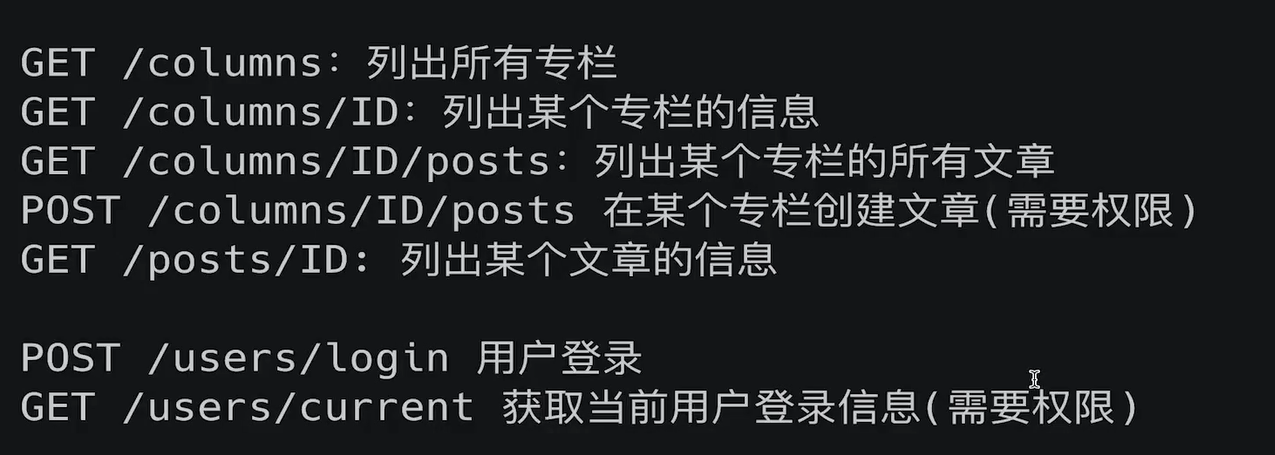 GET /columns：列出所有专栏
GET /columns/ID：列出某个专栏的信息
GET /columns/ID/posts：列出某个专栏的所有文章
POST /columns/ID/posts 在某个专栏创建文章(需要权限)
GET /posts/ID: 列出某个文章的信息
POST /users/login 用户登录
GET /users/current 获取当前用户登录信息(需要权限)